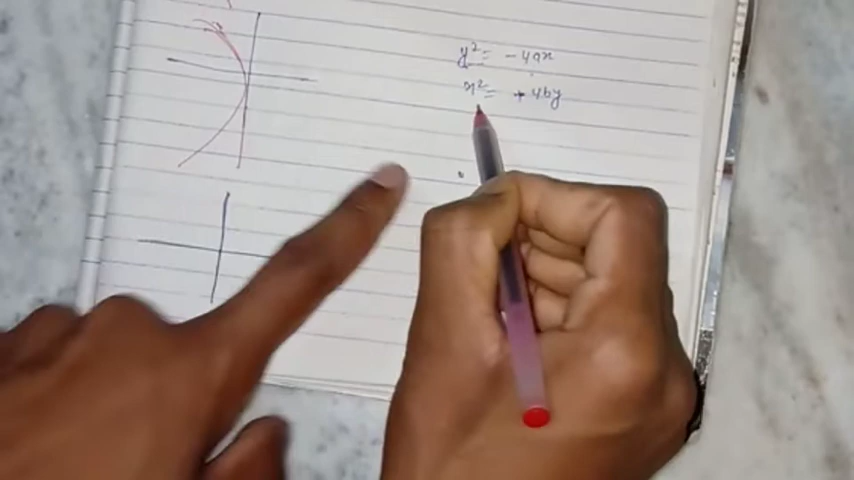 y² = - 4ax
x² = + 4by